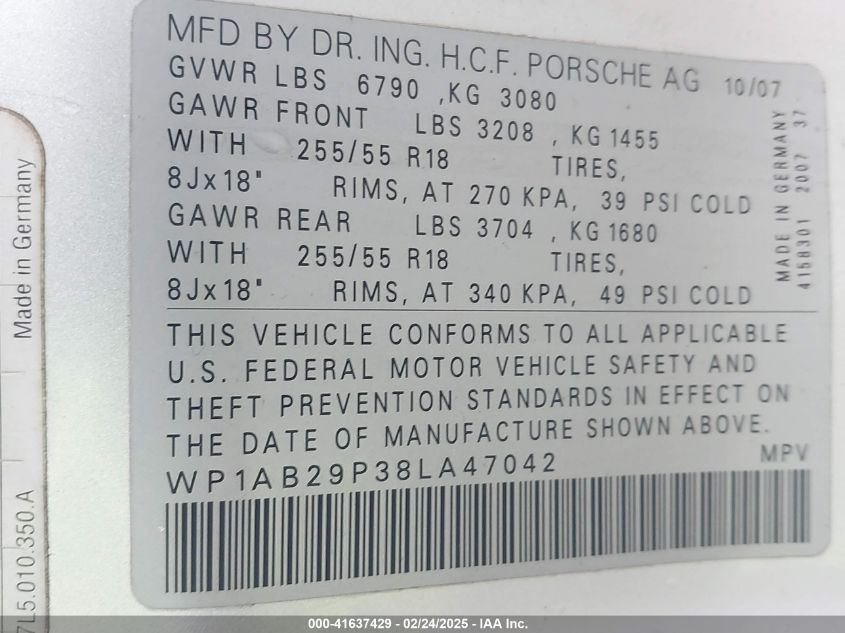 MFD BY DR. ING. H.C.F. PORSCHE AG 10/07
GVWR LBS 6790 ,KG 3080
GAWR FRONT LBS 3208 , KG 1455
WITH 255/55 R18 TIRES,
8Jx18" RIMS, AT 270 KPA, 39 PSI COLD
GAWR REAR LBS 3704 , KG 1680
WITH 255/55 R18 TIRES,
8Jx18" RIMS, AT 340 KPA, 49 PSI COLD
MADE IN GERMANY
4158301 2007 37
THIS VEHICLE CONFORMS TO ALL APPLICABLE
U.S. FEDERAL MOTOR VEHICLE SAFETY AND
THEFT PREVENTION STANDARDS IN EFFECT ON
THE DATE OF MANUFACTURE SHOWN ABOVE.
WP1AB29P38LA47042 MPV
Made in Germany
7L5.010.350.A
000-41637429 - 02/24/2025 - IAA Inc.